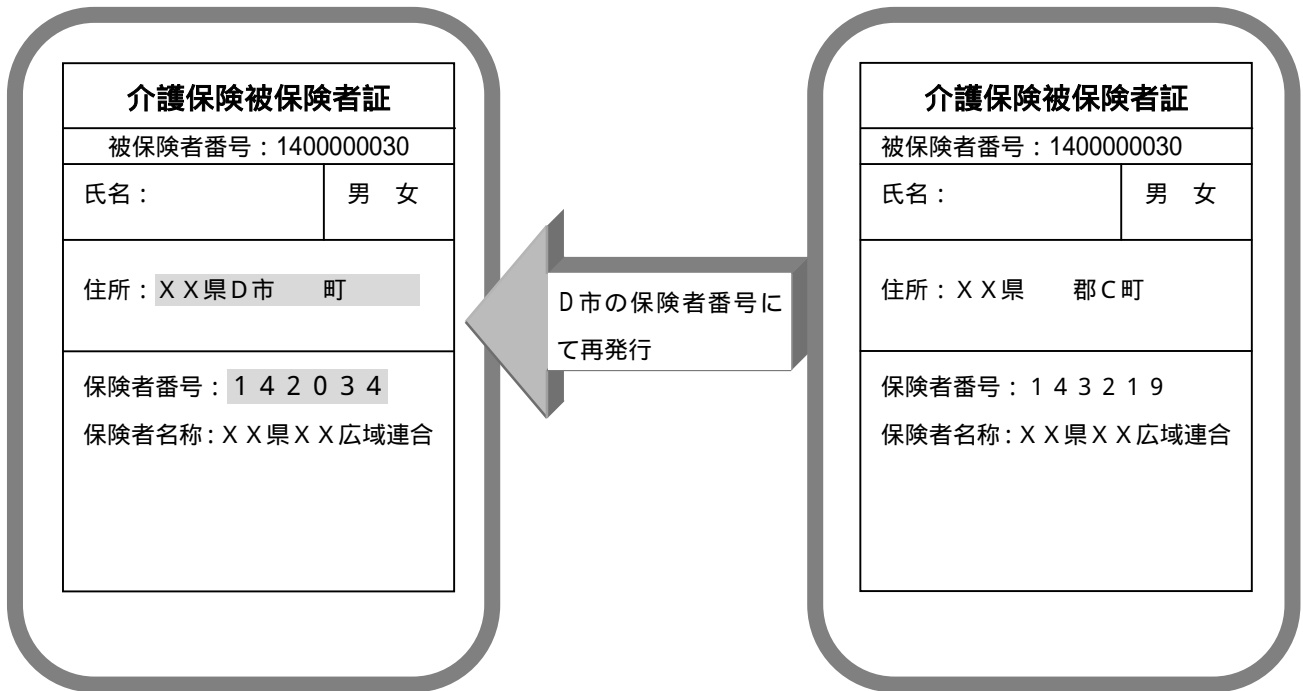 介護保険被保険者証
被保険者番号：1400000030
氏名：
男　女
住所：ＸＸ県Ｄ市　　町
保険者番号：１４２０３４
保険者名称：ＸＸ県ＸＸ広域連合
Ｄ市の保険者番号に
て再発行
介護保険被保険者証
被保険者番号：1400000030
氏名：
男　女
住所：ＸＸ県　　郡Ｃ町
保険者番号：１４３２１９
保険者名称：ＸＸ県ＸＸ広域連合